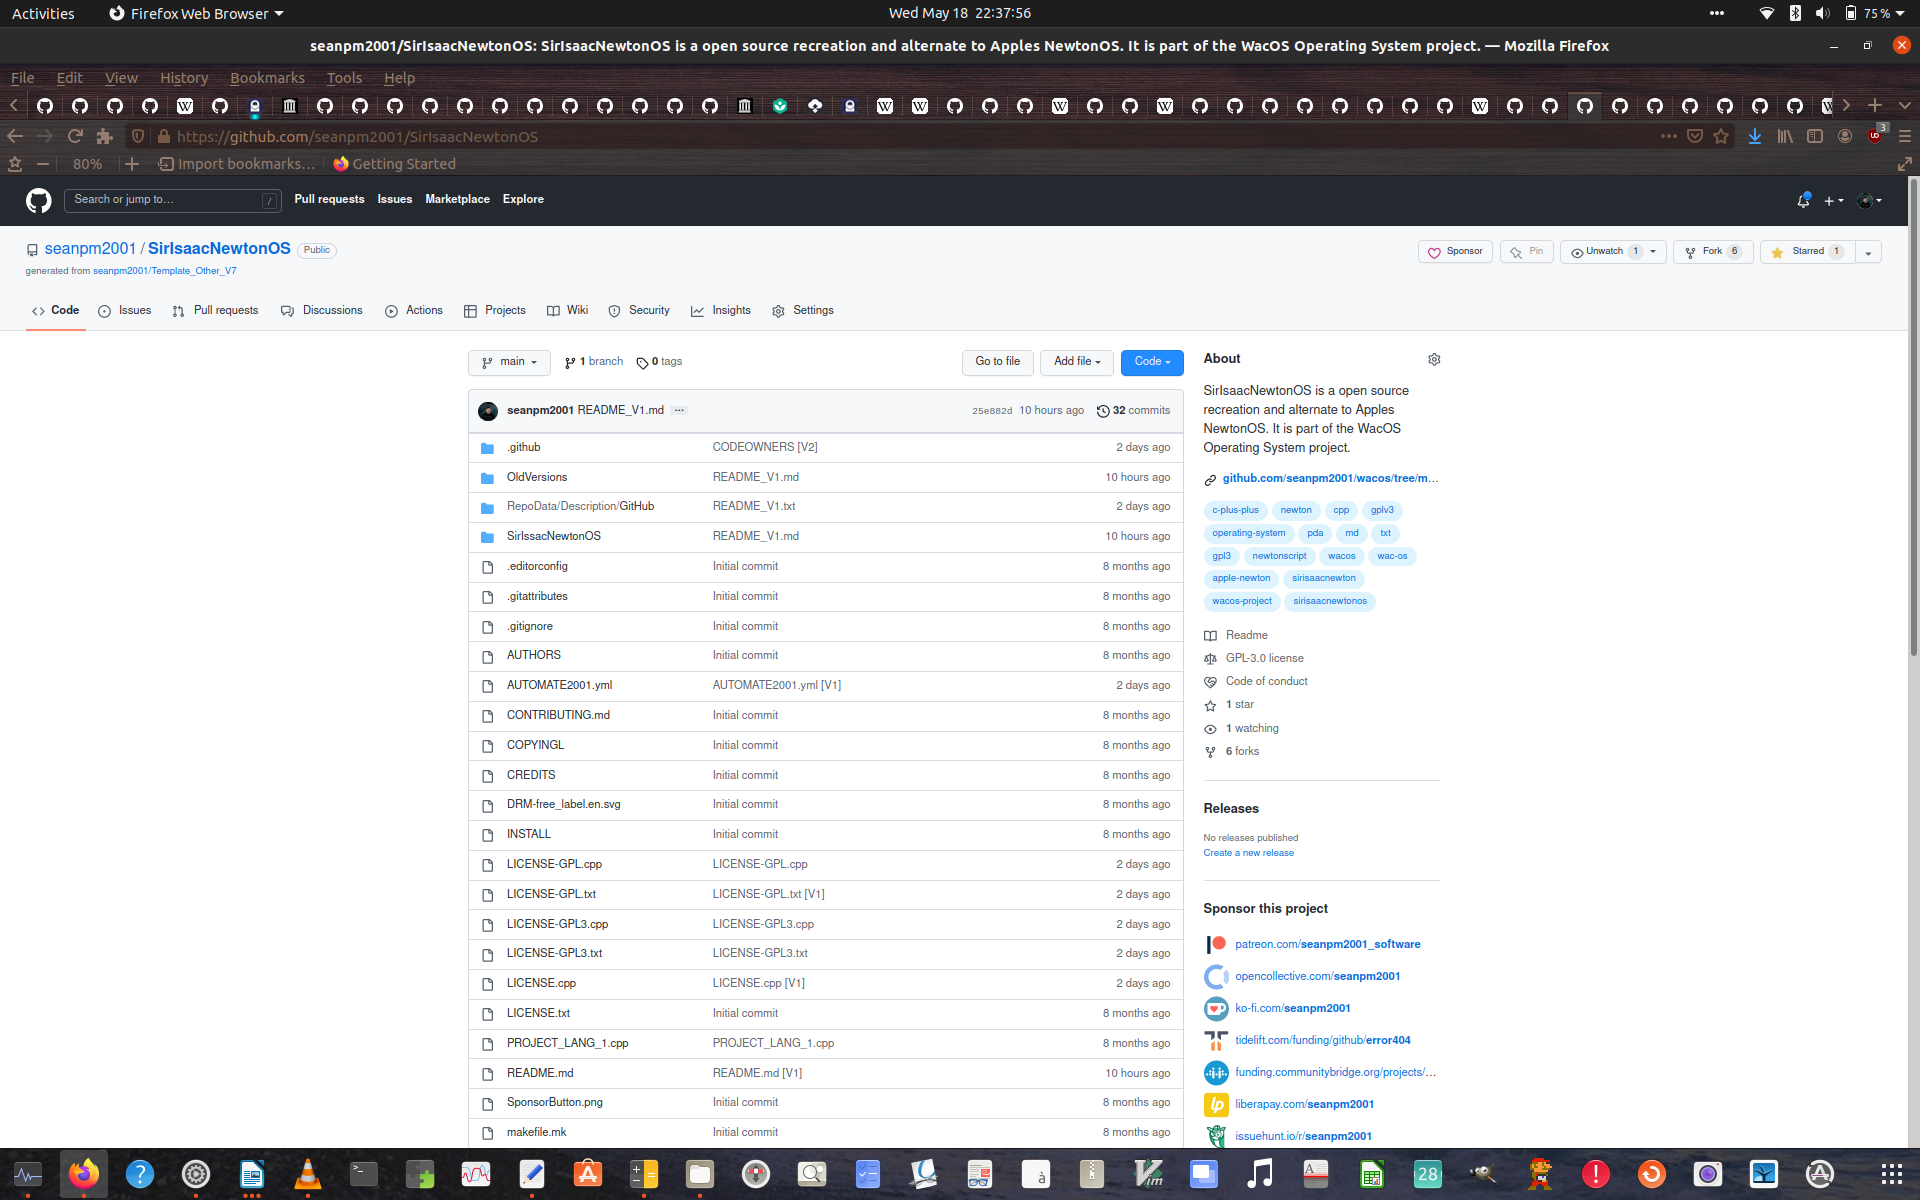 Activities Firefox Web Browser Wed May 18 22:37:56 75 %
seanpm2001/SirIsaacNewtonOS: SirIsaacNewtonOS is a open source recreation and alternate to Apples NewtonOS. It is part of the WacOS Operating System project. — Mozilla Firefox
File Edit View History Bookmarks Tools Help
https://github.com/seanpm2001/SirIsaacNewtonOS 3
80% Import bookmarks... Getting Started
Search or jump to... / Pull requests Issues Marketplace Explore
seanpm2001 / SirIsaacNewtonOS Public Sponsor Pin Unwatch 1 Fork 6 Starred 1
generated from seanpm2001/Template_Other_V7
Code Issues Pull requests Discussions Actions Projects Wiki Security Insights Settings
main 1 branch 0 tags Go to file Add file Code
seanpm2001 README_V1.md ... 25e882d 10 hours ago 32 commits
.github CODEOWNERS [V2] 2 days ago
OldVersions README_V1.md 10 hours ago
RepoData/Description/GitHub README_V1.txt 2 days ago
SirIssacNewtonOS README_V1.md 10 hours ago
.editorconfig Initial commit 8 months ago
.gitattributes Initial commit 8 months ago
.gitignore Initial commit 8 months ago
AUTHORS Initial commit 8 months ago
AUTOMATE2001.yml AUTOMATE2001.yml [V1] 2 days ago
CONTRIBUTING.md Initial commit 8 months ago
COPYINGL Initial commit 8 months ago
CREDITS Initial commit 8 months ago
DRM-free_label.en.svg Initial commit 8 months ago
INSTALL Initial commit 8 months ago
LICENSE-GPL.cpp LICENSE-GPL.cpp 2 days ago
LICENSE-GPL.txt LICENSE-GPL.txt [V1] 2 days ago
LICENSE-GPL3.cpp LICENSE-GPL3.cpp 2 days ago
LICENSE-GPL3.txt LICENSE-GPL3.txt 2 days ago
LICENSE.cpp LICENSE.cpp [V1] 2 days ago
LICENSE.txt Initial commit 8 months ago
PROJECT_LANG_1.cpp PROJECT_LANG_1.cpp 8 months ago
README.md README.md [V1] 10 hours ago
SponsorButton.png Initial commit 8 months ago
makefile.mk Initial commit 8 months ago
About
SirIsaacNewtonOS is a open source
recreation and alternate to Apples
NewtonOS. It is part of the WacOS
Operating System project.
github.com/seanpm2001/wacos/tree/m...
c-plus-plus newton cpp gplv3
operating-system pda md txt
gpl3 newtonscript wacos wac-os
apple-newton sirisaacnewton
wacos-project sirisaacnewtonos
Readme
GPL-3.0 license
Code of conduct
1 star
1 watching
6 forks
Releases
No releases published
Create a new release
Sponsor this project
patreon.com/seanpm2001_software
opencollective.com/seanpm2001
ko-fi.com/seanpm2001
tidelift.com/funding/github/error404
funding.communitybridge.org/projects/...
liberapay.com/seanpm2001
issuehunt.io/r/seanpm2001
28